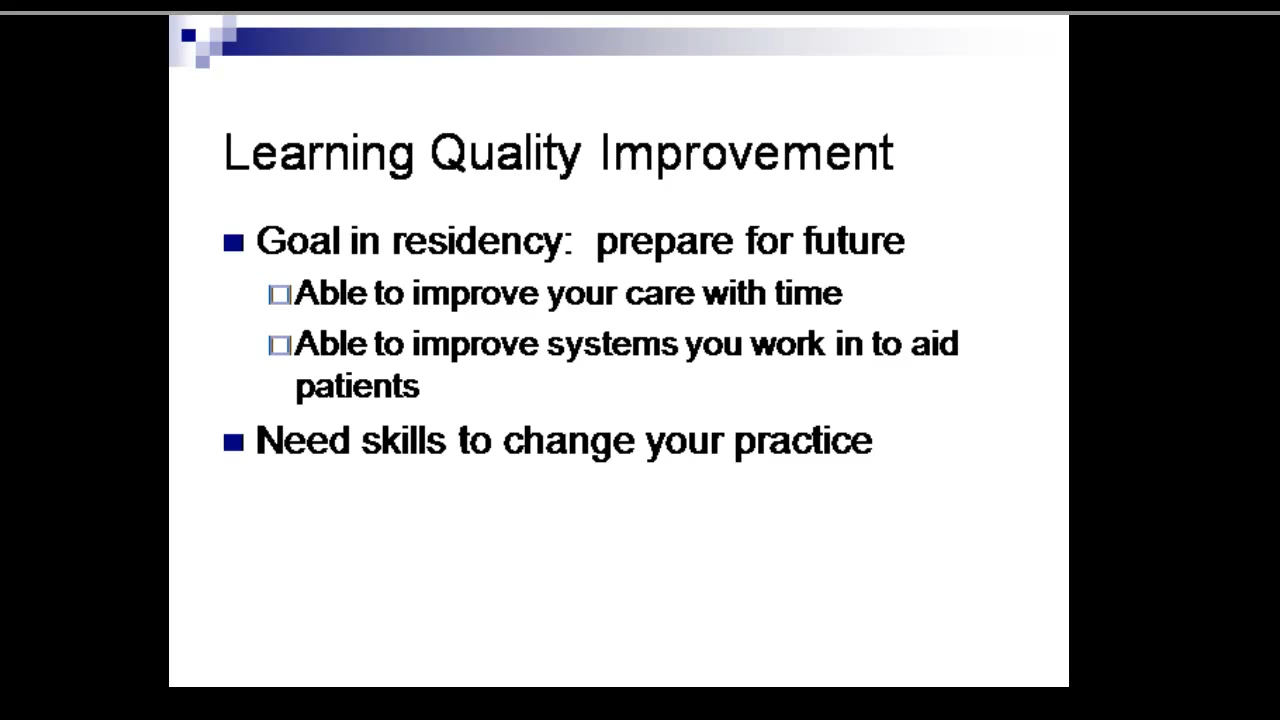 Learning Quality Improvement
Goal in residency:  prepare for future
Able to improve your care with time
Able to improve systems you work in to aid
patients
Need skills to change your practice